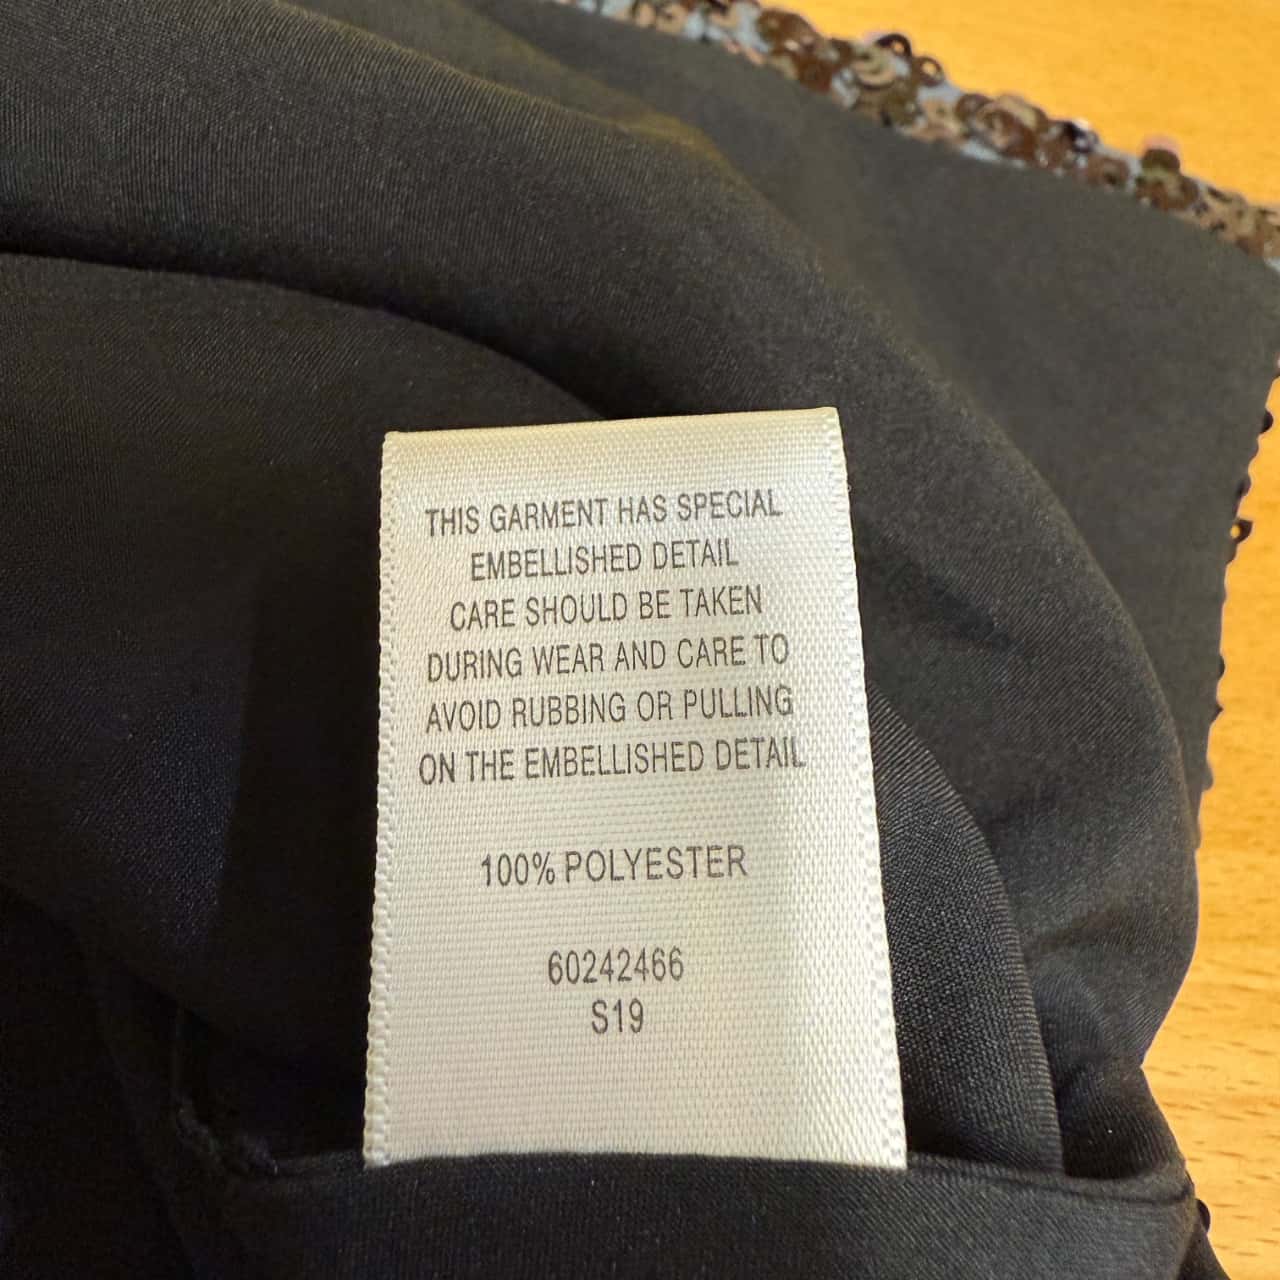 THIS GARMENT HAS SPECIAL
EMBELLISHED DETAIL
CARE SHOULD BE TAKEN
DURING WEAR AND CARE TO
AVOID RUBBING OR PULLING
ON THE EMBELLISHED DETAIL
100% POLYESTER
60242466
S19